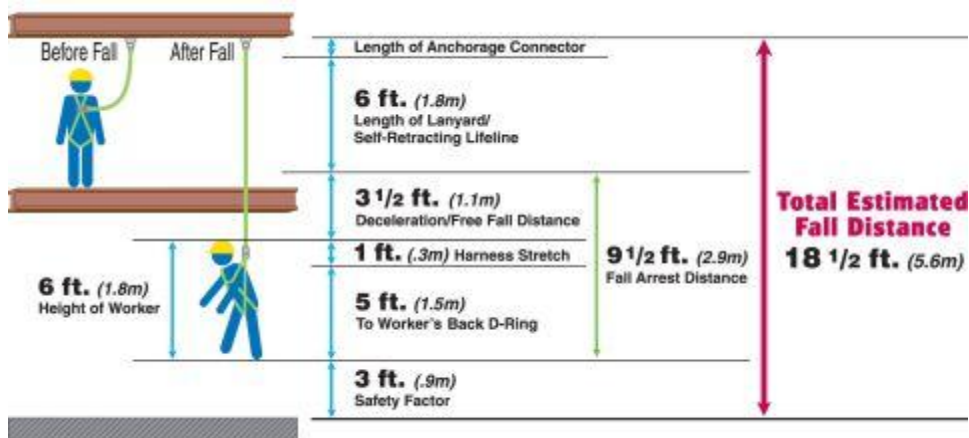 Before Fall
After Fall
Length of Anchorage Connector
6 ft. (1.8m)
Length of Lanyard/
Self-Retracting Lifeline
3 1/2 ft. (1.1m)
Deceleration/Free Fall Distance
1 ft. (.3m) Harness Stretch
9 1/2 ft. (2.9m)
Fall Arrest Distance
Total Estimated
Fall Distance
18 1/2 ft. (5.6m)
6 ft. (1.8m)
Height of Worker
5 ft. (1.5m)
To Worker's Back D-Ring
3 ft. (.9m)
Safety Factor